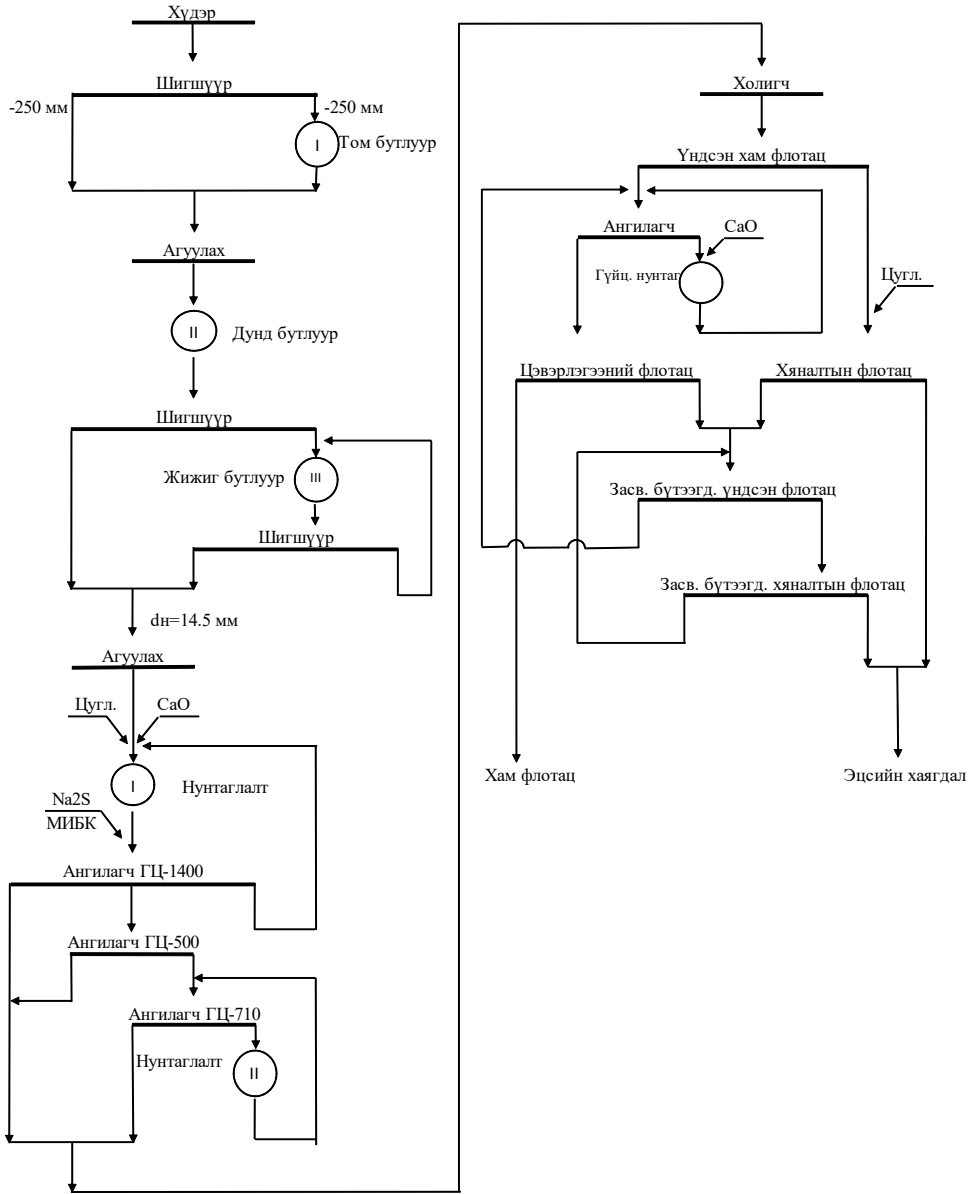 Хүдэр
Шигшүүр
-250 мм
-250 мм
I
Том бутлуур
Агуулах
II
Дунд бутлуур
Шигшүүр
Жижиг бутлуур
III
Шигшүүр
dн=14.5 мм
Агуулах
Цугл.
CaO
I
Нунтаглалт
Na2S
МИБК
Ангилагч ГЦ-1400
Ангилагч ГЦ-500
Ангилагч ГЦ-710
Нунтаглалт
II
Холигч
Үндсэн хам флотац
Ангилагч
CaO
Гүйц. нунтаг
Цугл.
Цэвэрлэгээний флотац
Хяналтын флотац
Засв. бүтээгд. үндсэн флотац
Засв. бүтээгд. хяналтын флотац
Хам флотац
Эцсийн хаягдал